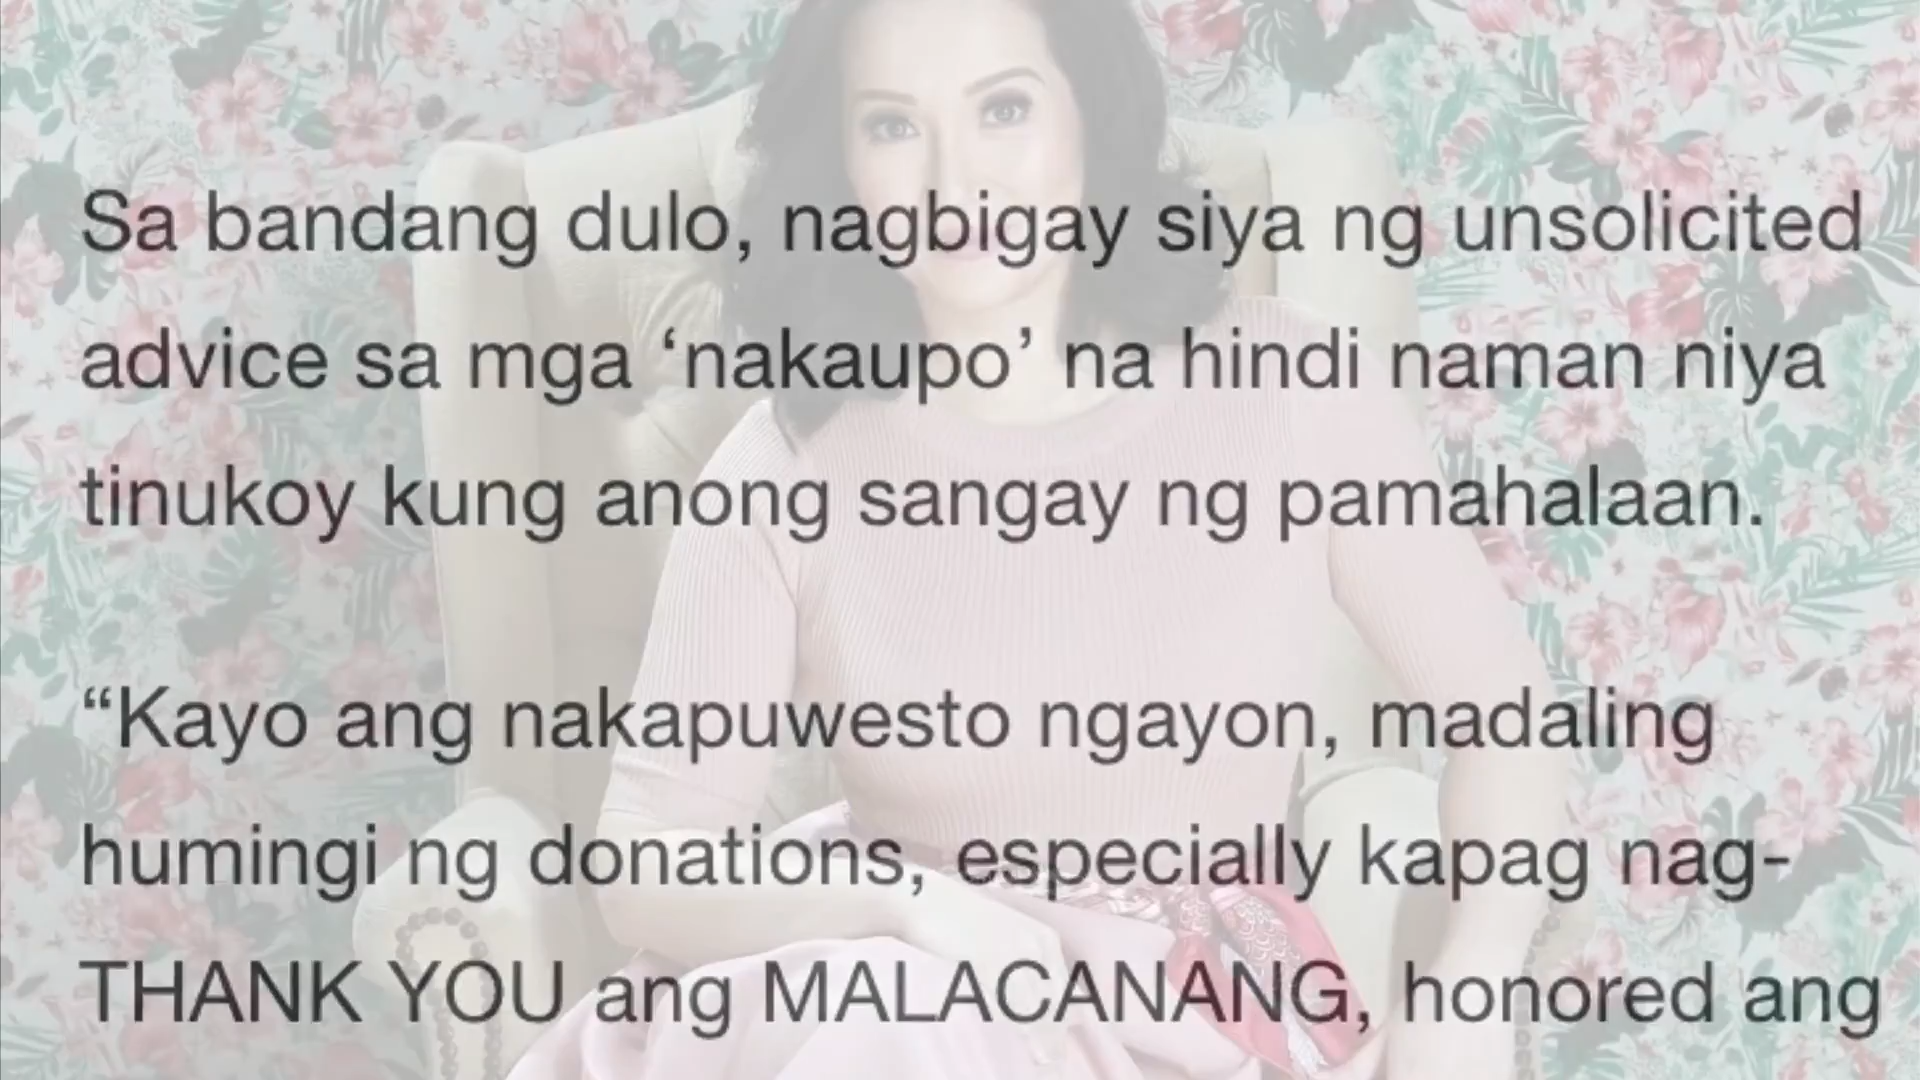 Sa bandang dulo, nagbigay siya ng unsolicited
advice sa mga ‘nakaupo’ na hindi naman niya
tinukoy kung anong sangay ng pamahalaan.
“Kayo ang nakapuwesto ngayon, madaling
humingi ng donations, especially kapag nag-
THANK YOU ang MALACANANG, honored ang